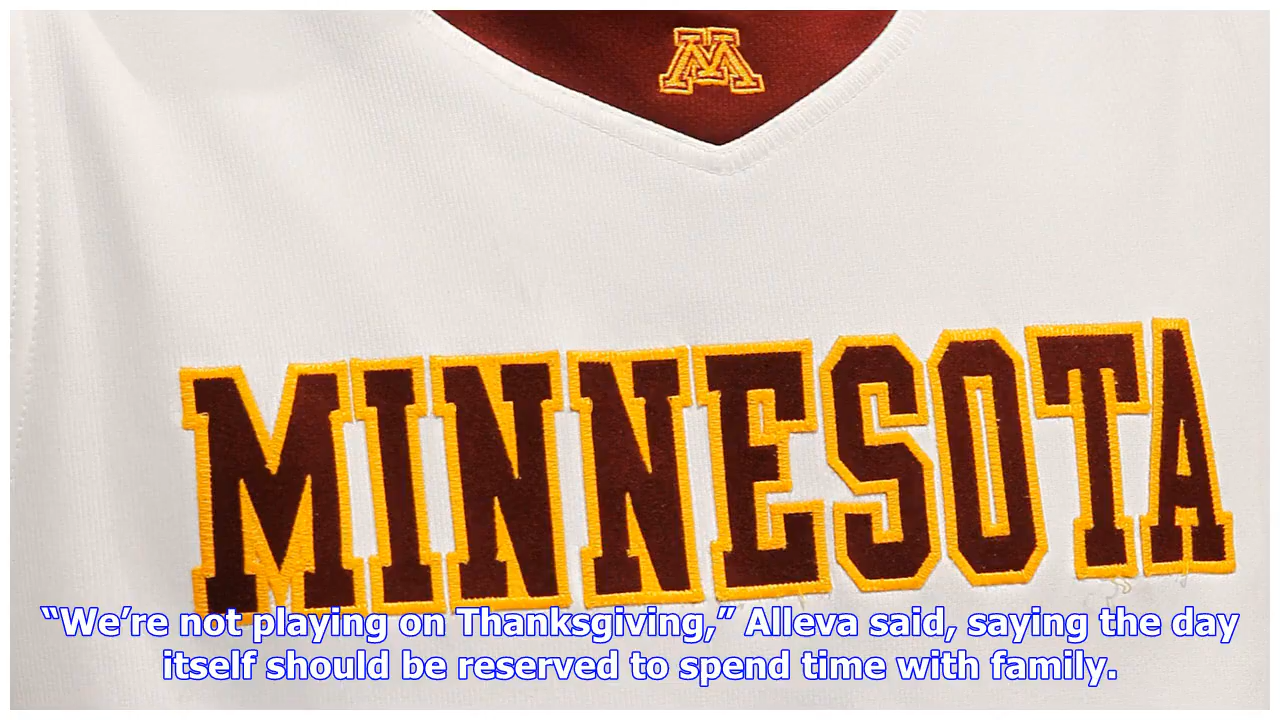 M
MINNESOTA
“We’re not playing on Thanksgiving,” Alleva said, saying the day
itself should be reserved to spend time with family.